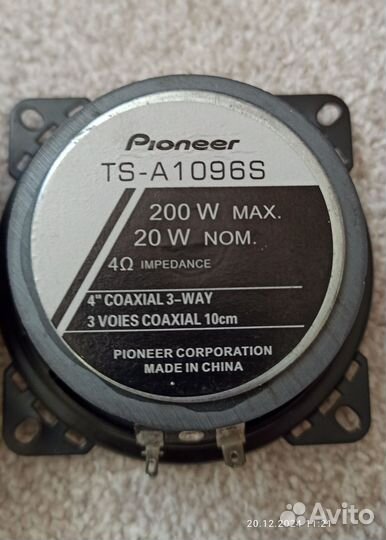 Pioneer
TS-A1096S
200 W MAX.
20 W NOM.
4Ω IMPEDANCE
4" COAXIAL 3-WAY
3 VOIES COAXIAL 10cm
PIONEER CORPORATION
MADE IN CHINA
20.12.2024 11:21
Avito